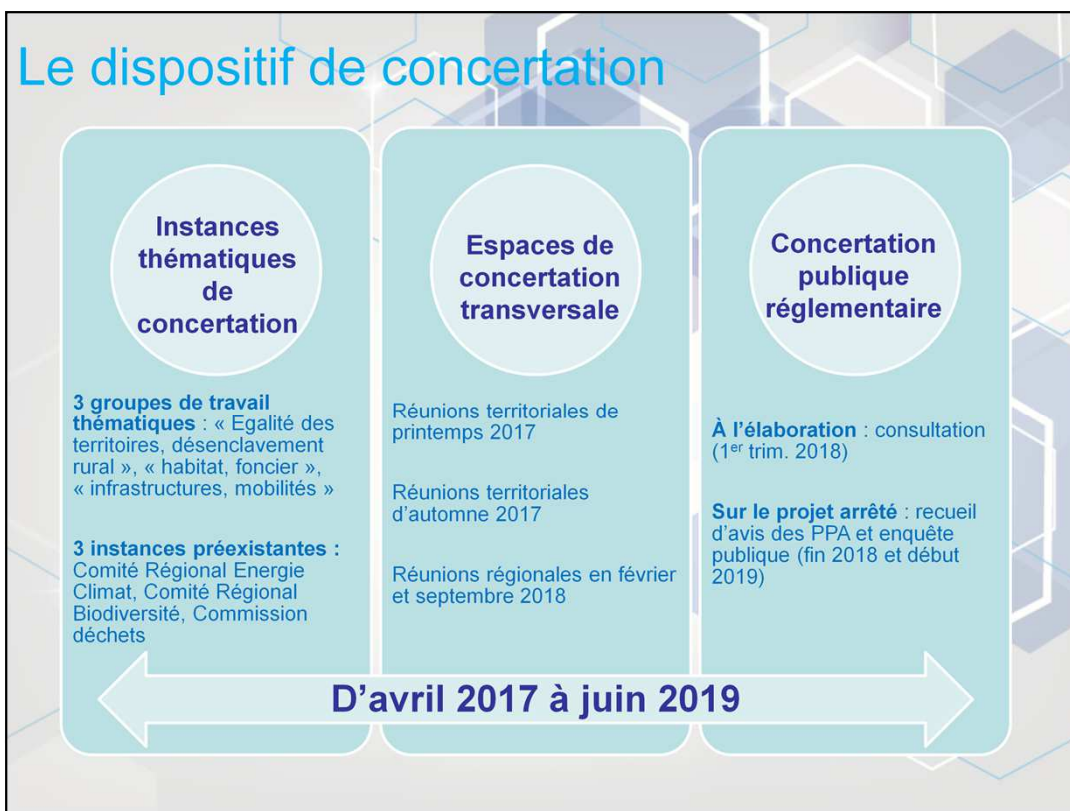 Le dispositif de concertation
Instances
thématiques
de
concertation
3 groupes de travail
thématiques : « Egalité des
territoires, désenclavement
rural », « habitat, foncier »,
« infrastructures, mobilités »
3 instances préexistantes :
Comité Régional Energie
Climat, Comité Régional
Biodiversité, Commission
déchets
Espaces de
concertation
transversale
Réunions territoriales de
printemps 2017
Réunions territoriales
d’automne 2017
Réunions régionales en février
et septembre 2018
Concertation
publique
réglementaire
À l’élaboration : consultation
(1er trim. 2018)
Sur le projet arrêté : recueil
d’avis des PPA et enquête
publique (fin 2018 et début
2019)
D’avril 2017 à juin 2019